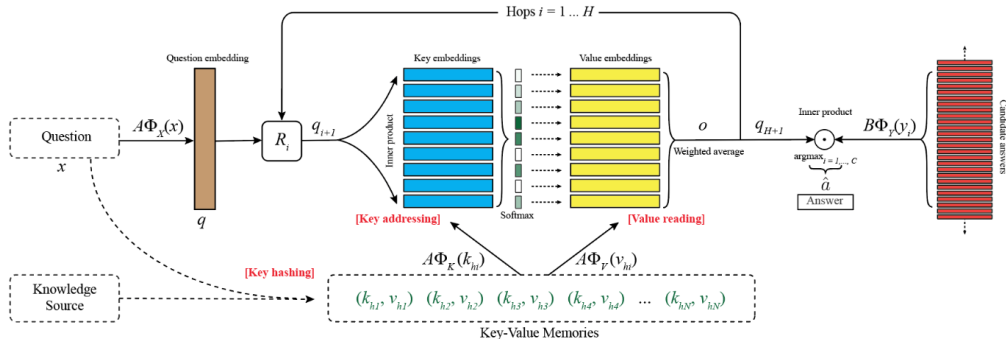 Hops i = 1 ... H
Question embedding
Key embeddings
Value embeddings
Question
x
AΦ_X(x)
q
R_i
q_{i+1}
Inner product
Softmax
o
Weighted average
q_{H+1}
Inner product
argmax_{i = 1,..., C}
â
Answer
BΦ_Y(y_i)
Candidate answers
[Key addressing]
[Value reading]
AΦ_K(k_{hi})
AΦ_V(v_{hi})
[Key hashing]
Knowledge
Source
(k_{h1}, v_{h1}) (k_{h2}, v_{h2}) (k_{h3}, v_{h3}) (k_{h4}, v_{h4}) ... (k_{hN}, v_{hN})
Key-Value Memories